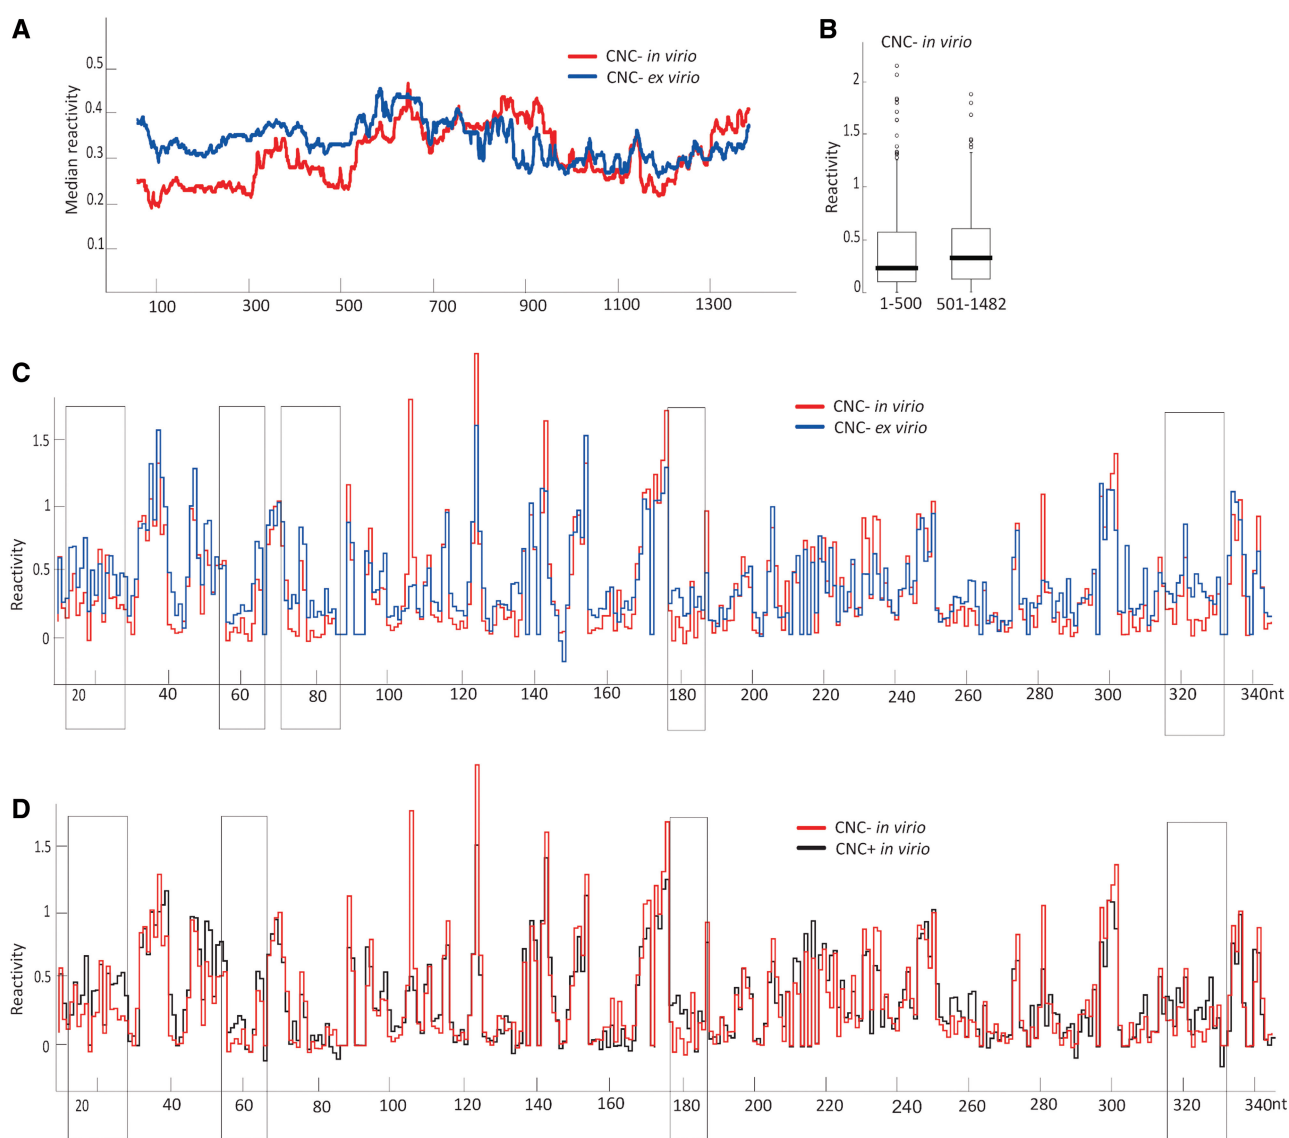 A
Median reactivity
0.5
0.4
0.3
0.2
0.1
CNC- in virio
CNC- ex virio
100 300 500 700 900 1100 1300
B
CNC- in virio
Reactivity
2
1.5
1
0.5
0
1-500 501-1482
C
Reactivity
1.5
1
0.5
0
CNC- in virio
CNC- ex virio
20 40 60 80 100 120 140 160 180 200 220 240 260 280 300 320 340nt
D
Reactivity
1.5
1
0.5
0
CNC- in virio
CNC+ in virio
20 40 60 80 100 120 140 160 180 200 220 240 260 280 300 320 340nt